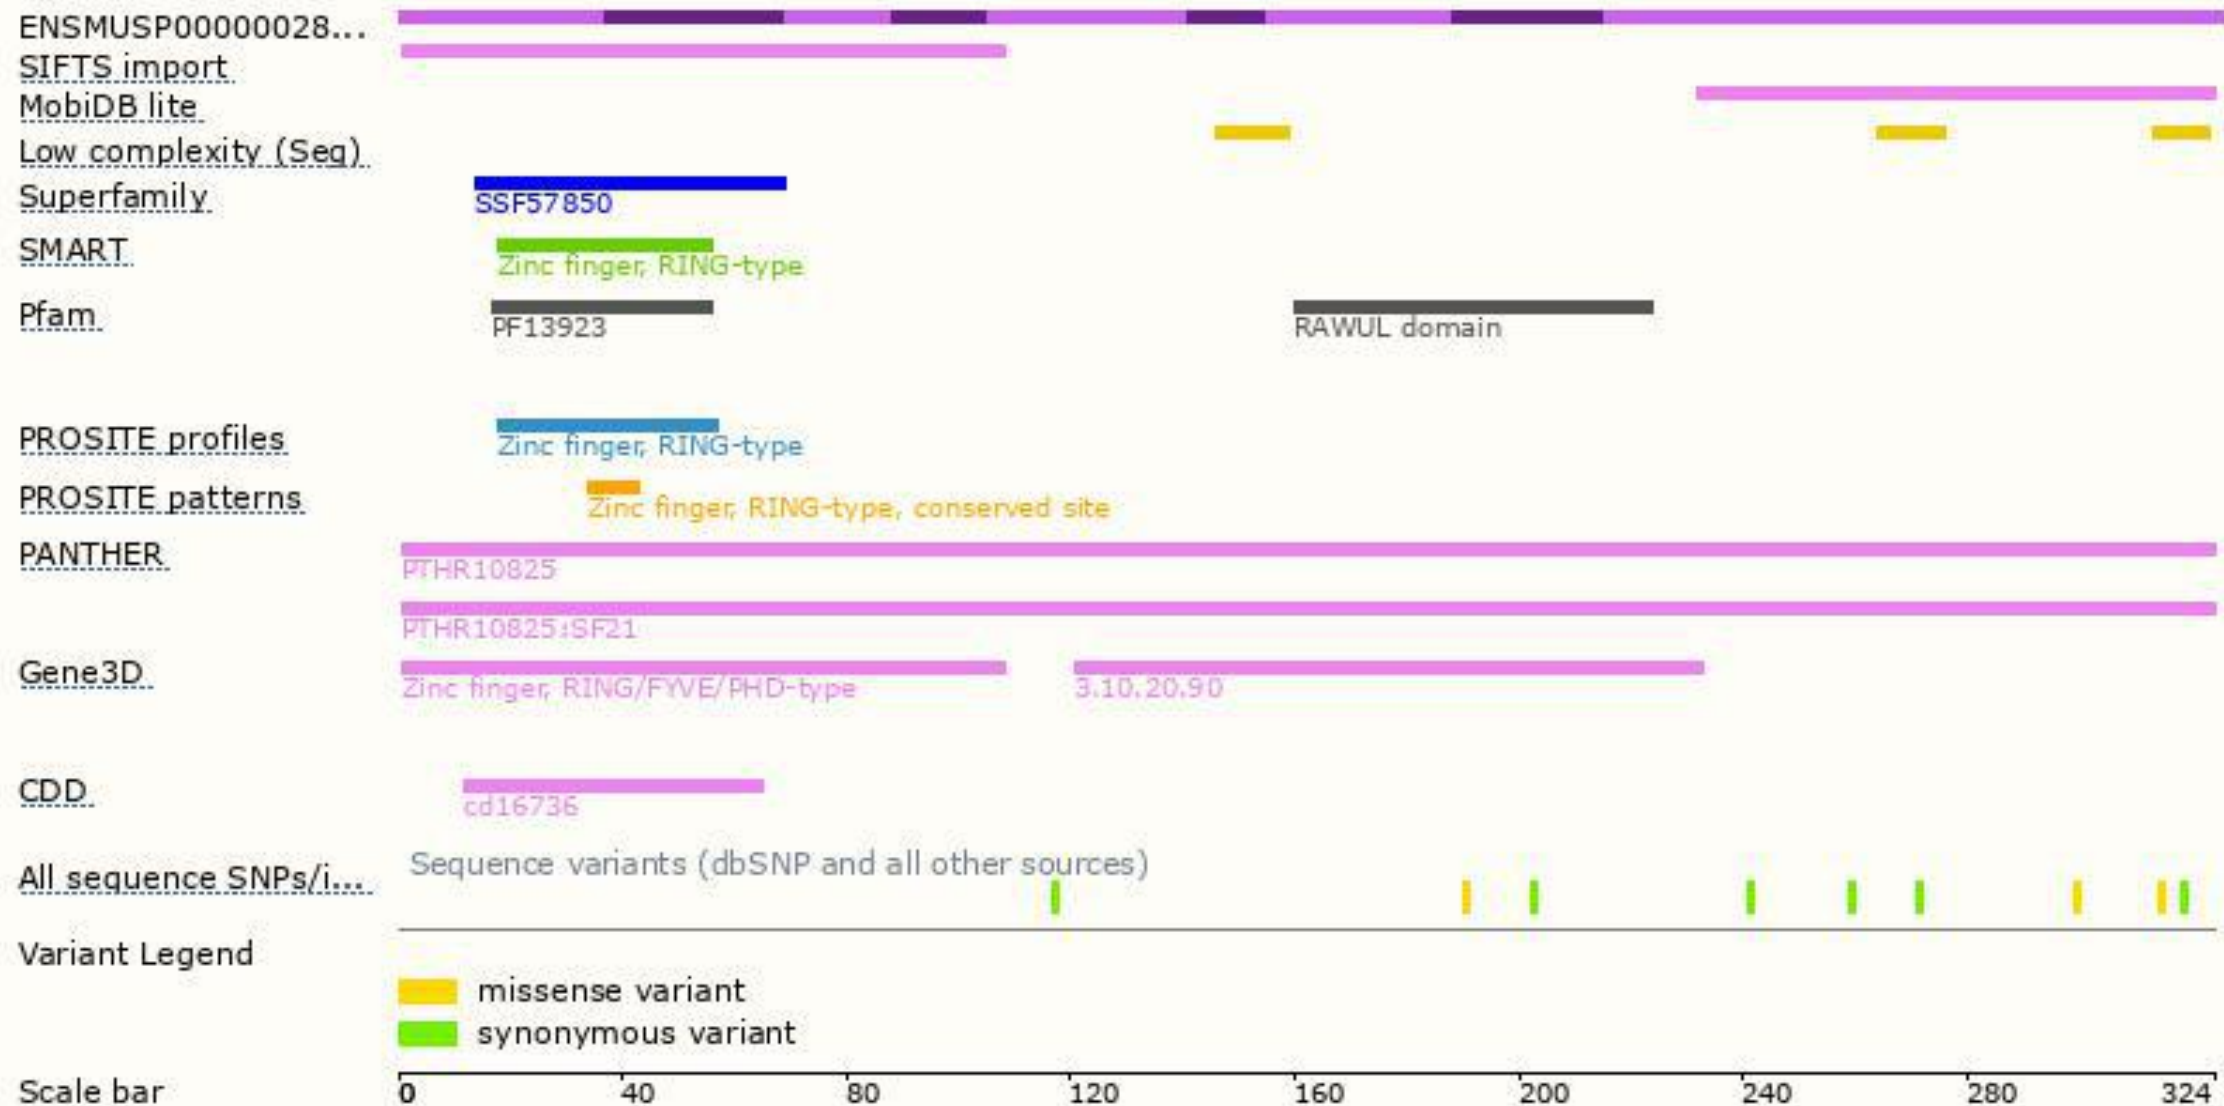 ENSMUSP00000028...
SIFTS import
MobiDB lite
Low complexity (Seg)
Superfamily
SSF57850
SMART
Zinc finger, RING-type
Pfam
PF13923 RAWUL domain
PROSITE profiles
Zinc finger, RING-type
PROSITE patterns
Zinc finger, RING-type, conserved site
PANTHER
PTHR10825
PTHR10825:SF21
Gene3D
Zinc finger, RING/FYVE/PHD-type 3.10.20.90
CDD
cd16736
All sequence SNPs/i... Sequence variants (dbSNP and all other sources)
Variant Legend
missense variant
synonymous variant
Scale bar 0 40 80 120 160 200 240 280 324